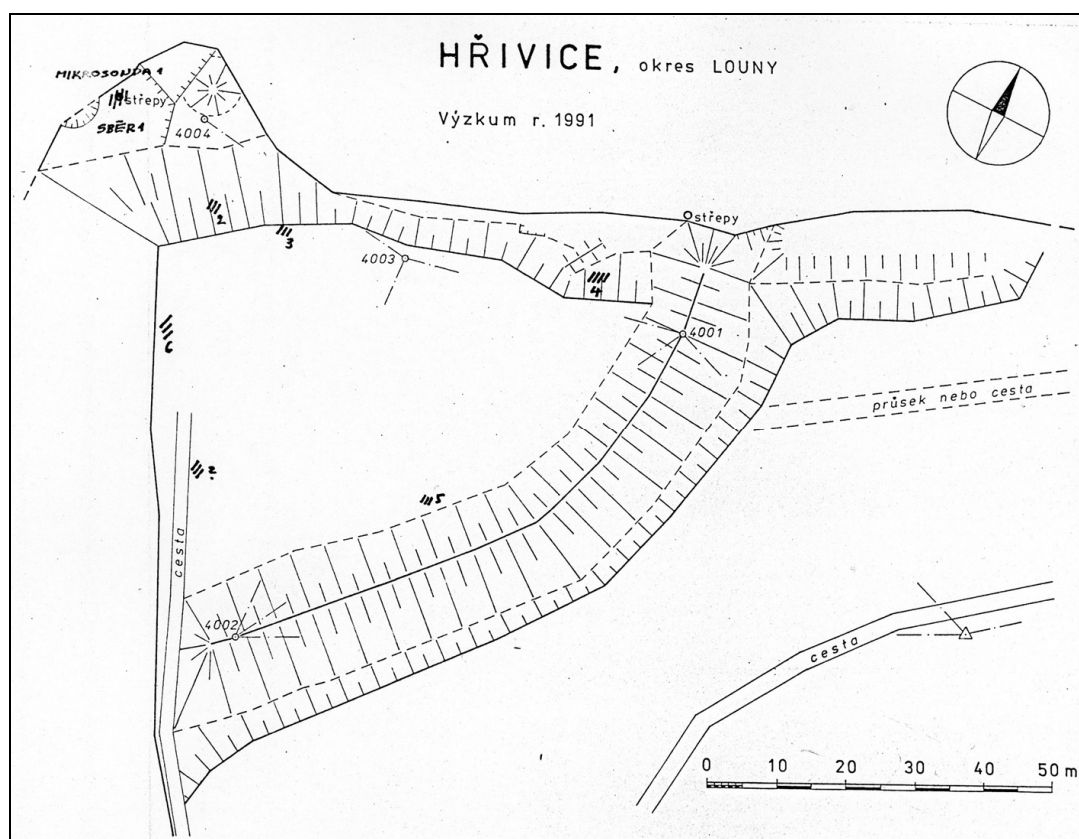 HŘIVICE, okres LOUNY
Výzkum r. 1991
MIKROSONDA 1
střepy
SBĚR 1
4004
2
3
4003
střepy
4
4001
6
průsek nebo cesta
?
5
cesta
4002
cesta
0 10 20 30 40 50 m